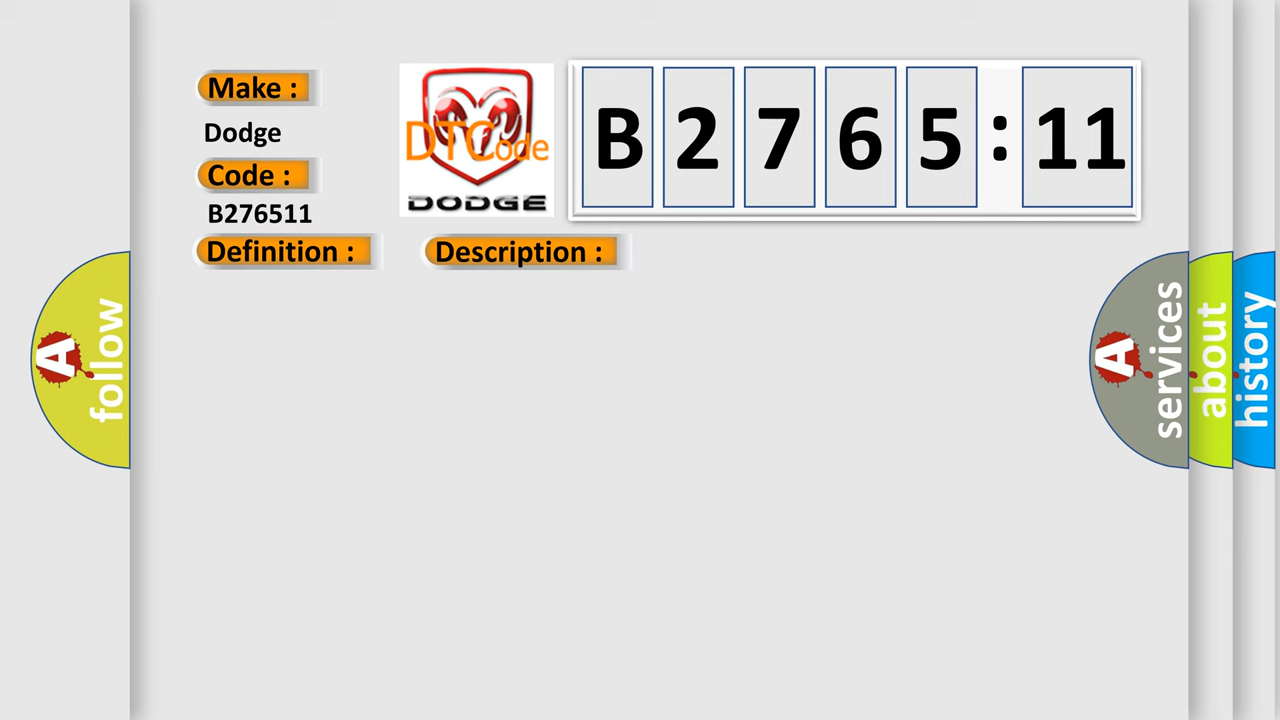 Make :
Dodge
Code :
B276511
Definition :
Description :
DTCode
DODGE
B 2 7 6 5 : 11
A follow
A services
about
history